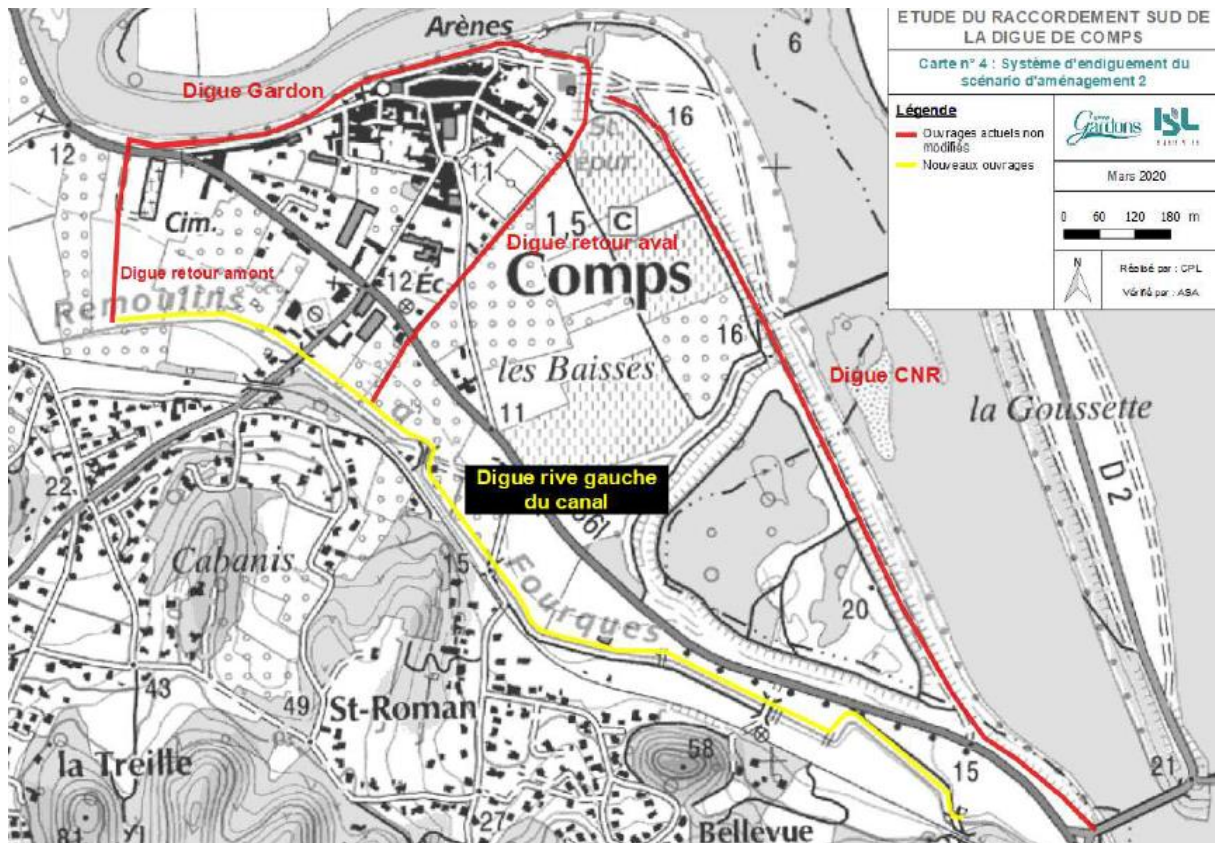 ETUDE DU RACCORDEMENT SUD DE
LA DIGUE DE COMPS
Carte n° 4 : Système d'endiguement du
scénario d'aménagement 2
Légende
Ouvrages actuels non
modifiés
Nouveaux ouvrages
Gardons
ISL
Mars 2020
0 60 120 180 m
N
Réalisé par : CPL
Vérifié par : ASA
Arènes
6
Digue Gardon
16
12
St.
épur.
11
Cim.
1,5
C
Digue retour aval
Digue retour amont
12
Éc.
Comps
Remoulins
16
les Baisses
Digue CNR
la Goussette
à
11
D 2
Digue rive gauche
du canal
22
Cabanis
15
Fourques
20
43
49
St-Roman
la Treille
58
15
21
81
27
Bellevue